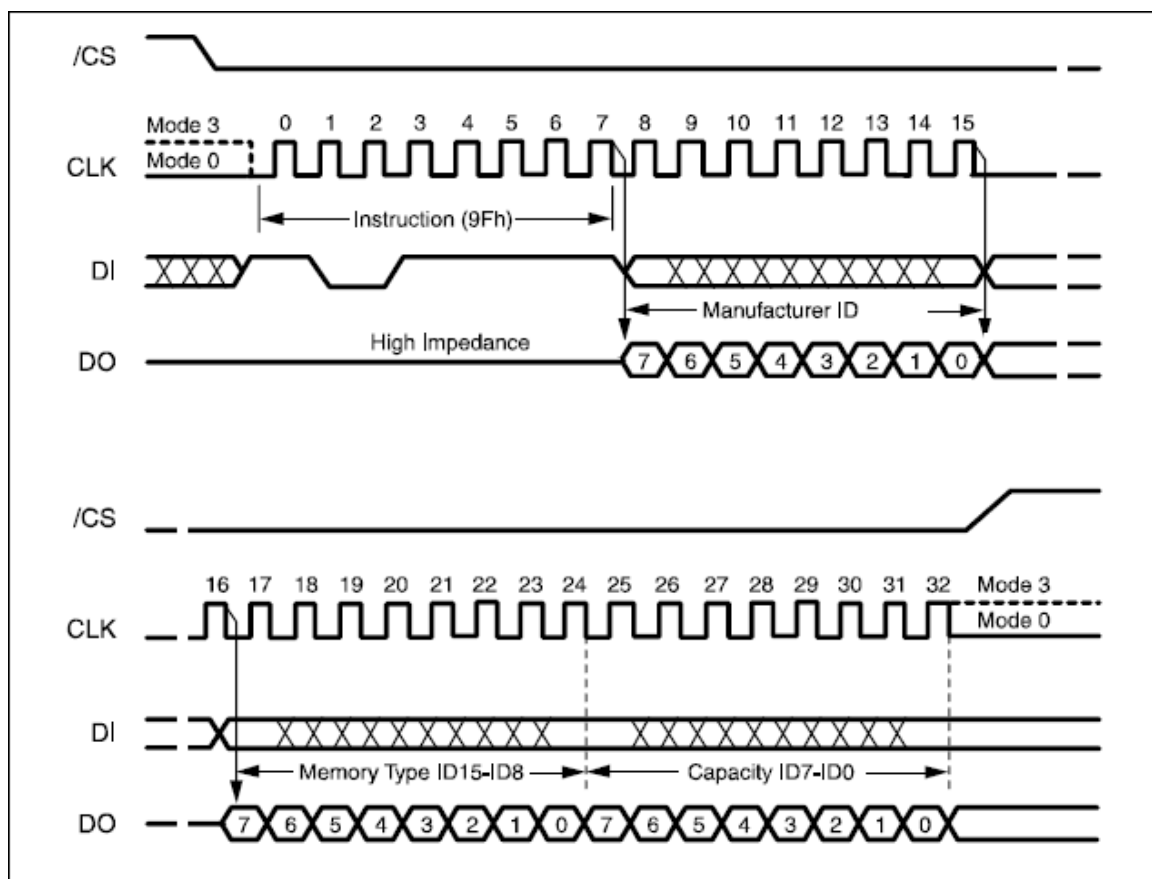 /CS
Mode 3
0 1 2 3 4 5 6 7 8 9 10 11 12 13 14 15
CLK
Mode 0
Instruction (9Fh)
DI
Manufacturer ID
High Impedance
DO
7 6 5 4 3 2 1 0
/CS
16 17 18 19 20 21 22 23 24 25 26 27 28 29 30 31 32
Mode 3
CLK
Mode 0
DI
Memory Type ID15-ID8
Capacity ID7-ID0
DO
7 6 5 4 3 2 1 0 7 6 5 4 3 2 1 0